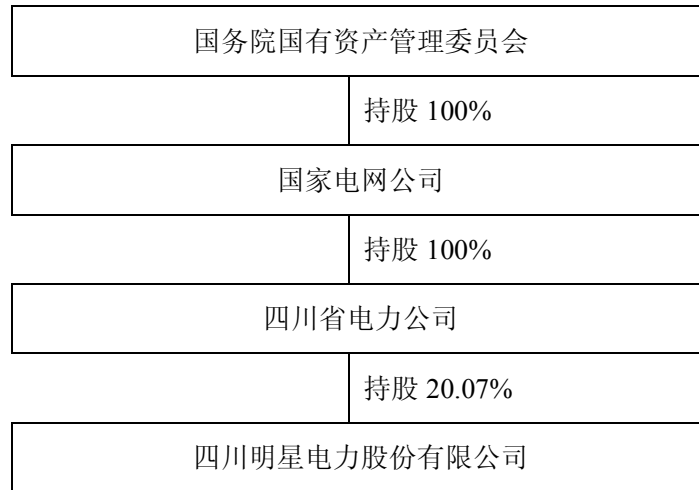 国务院国有资产管理委员会
持股 100%
国家电网公司
持股 100%
四川省电力公司
持股 20.07%
四川明星电力股份有限公司